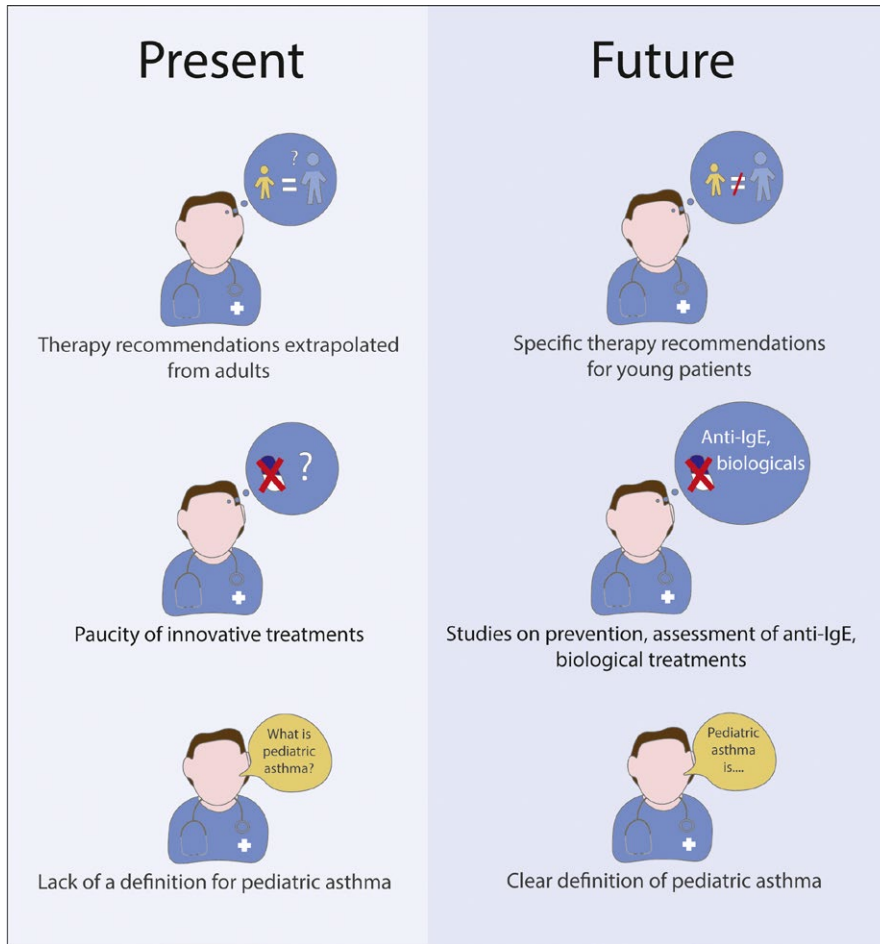 Present
?
=
Therapy recommendations extrapolated
from adults
?
Paucity of innovative treatments
What is
pediatric
asthma?
Lack of a definition for pediatric asthma
Future
≠
Specific therapy recommendations
for young patients
Anti-IgE,
biologicals
Studies on prevention, assessment of anti-IgE,
biological treatments
Pediatric
asthma
is....
Clear definition of pediatric asthma